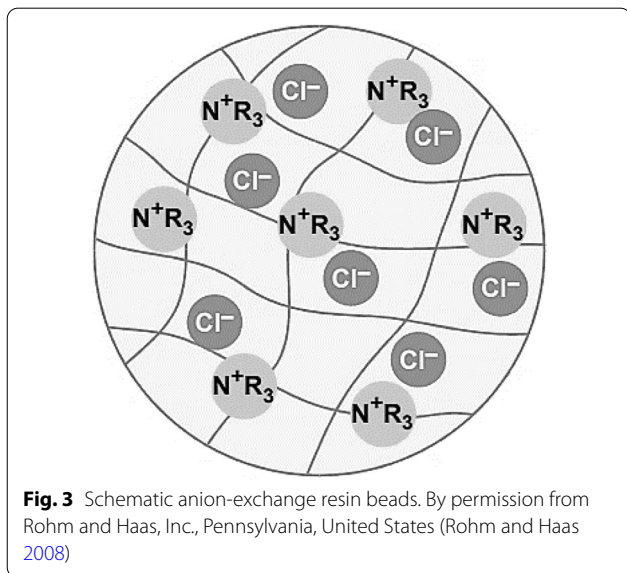 Cl⁻
N⁺R₃
N⁺R₃
Cl⁻
Cl⁻
N⁺R₃
N⁺R₃
N⁺R₃
Cl⁻
Cl⁻
Cl⁻
Cl⁻
N⁺R₃
N⁺R₃
Fig. 3 Schematic anion-exchange resin beads. By permission from
Rohm and Haas, Inc., Pennsylvania, United States (Rohm and Haas
2008)